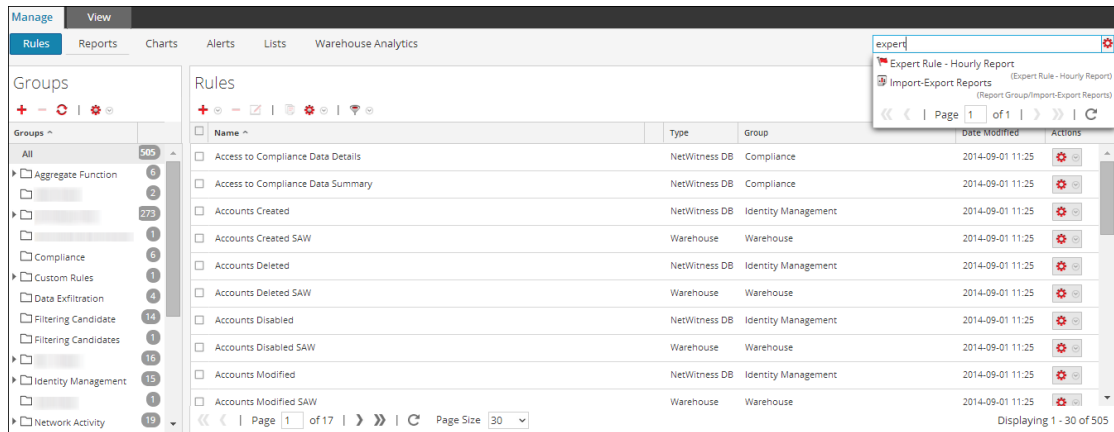 Manage View
Rules Reports Charts Alerts Lists Warehouse Analytics
expert
Expert Rule - Hourly Report
(Expert Rule - Hourly Report)
Import-Export Reports
(Report Group/Import-Export Reports)
Page 1 of 1
Groups
Groups
All 505
Aggregate Function 6
2
273
1
Compliance 6
Custom Rules 1
Data Exfiltration 4
Filtering Candidate 14
Filtering Candidates 1
16
Identity Management 15
1
Network Activity 19
Rules
Name Type Group Date Modified Actions
Access to Compliance Data Details NetWitness DB Compliance 2014-09-01 11:25
Access to Compliance Data Summary NetWitness DB Compliance 2014-09-01 11:25
Accounts Created NetWitness DB Identity Management 2014-09-01 11:25
Accounts Created SAW Warehouse Warehouse 2014-09-01 11:25
Accounts Deleted NetWitness DB Identity Management 2014-09-01 11:25
Accounts Deleted SAW Warehouse Warehouse 2014-09-01 11:25
Accounts Disabled NetWitness DB Identity Management 2014-09-01 11:25
Accounts Disabled SAW Warehouse Warehouse 2014-09-01 11:25
Accounts Modified NetWitness DB Identity Management 2014-09-01 11:25
Accounts Modified SAW Warehouse Warehouse 2014-09-01 11:25
Page 1 of 17 Page Size 30 Displaying 1 - 30 of 505